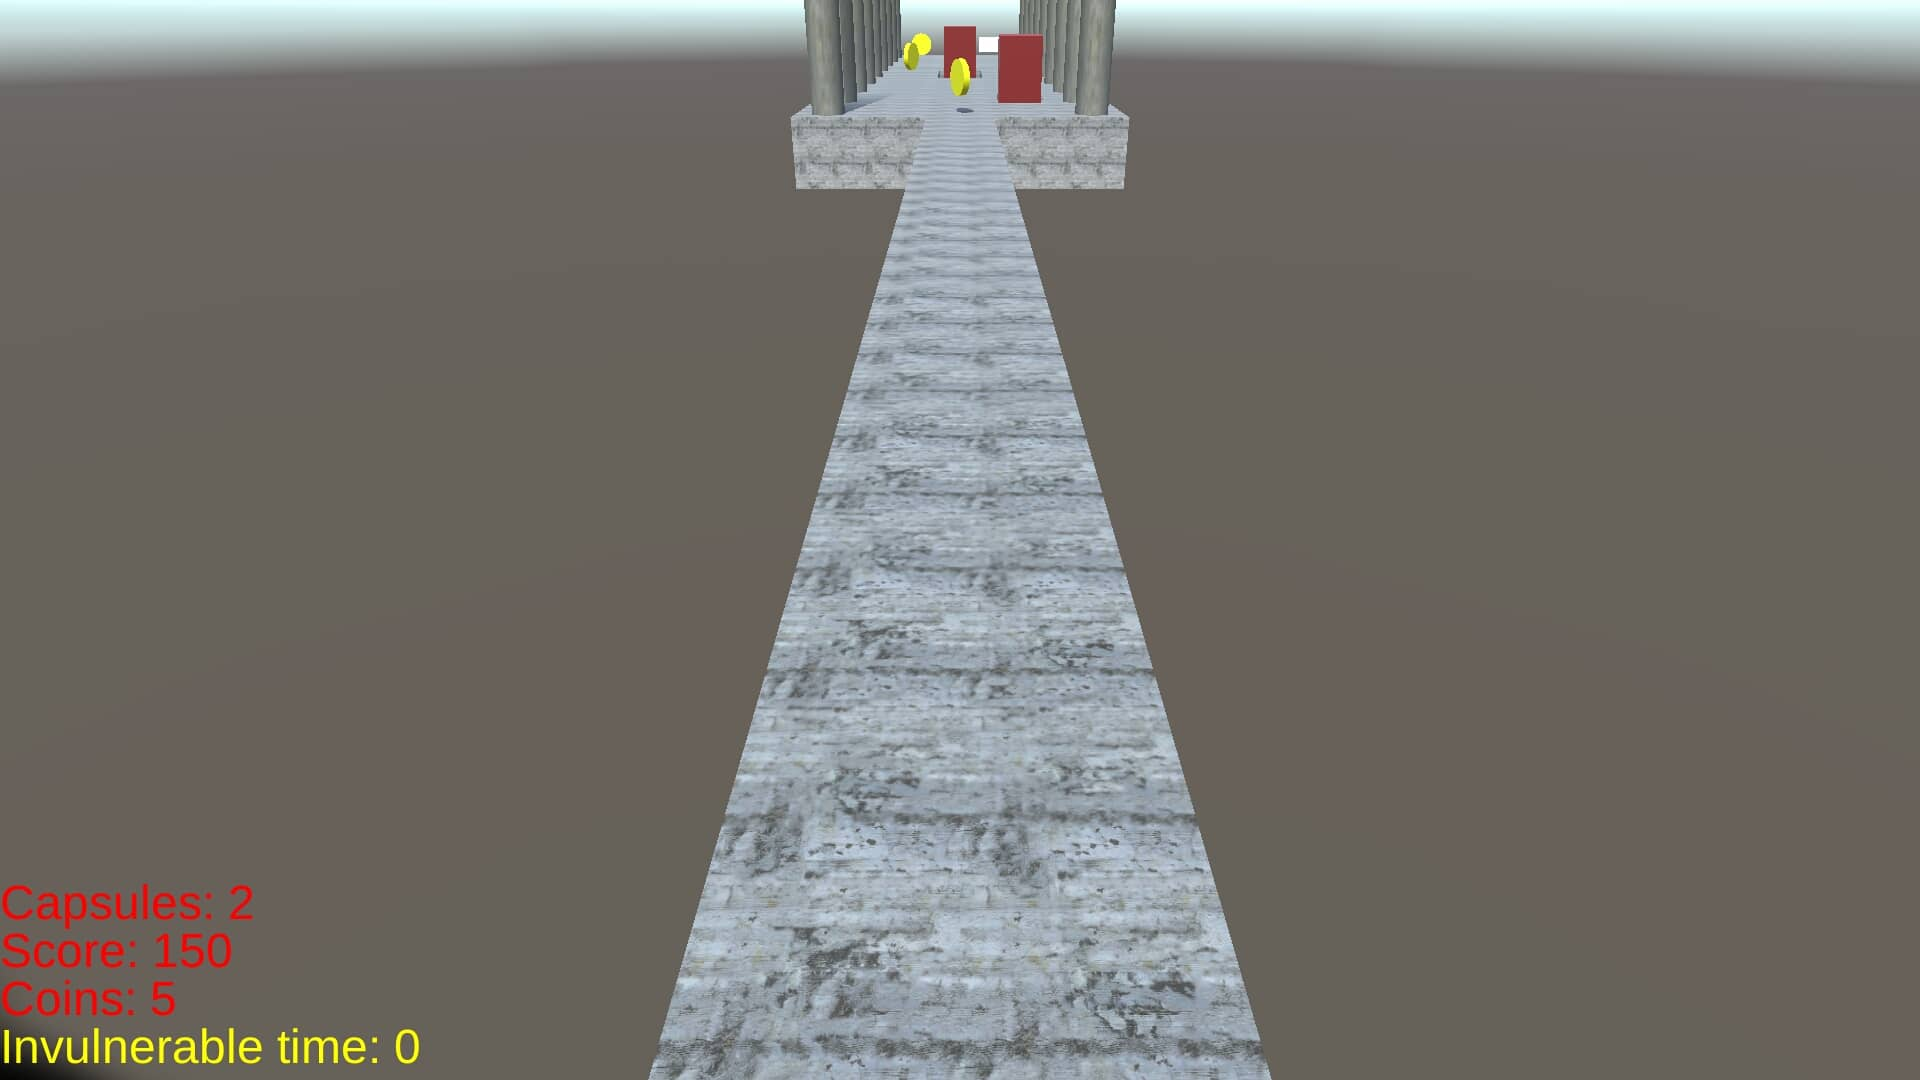 Capsules: 2
Score: 150
Coins: 5
Invulnerable time: 0